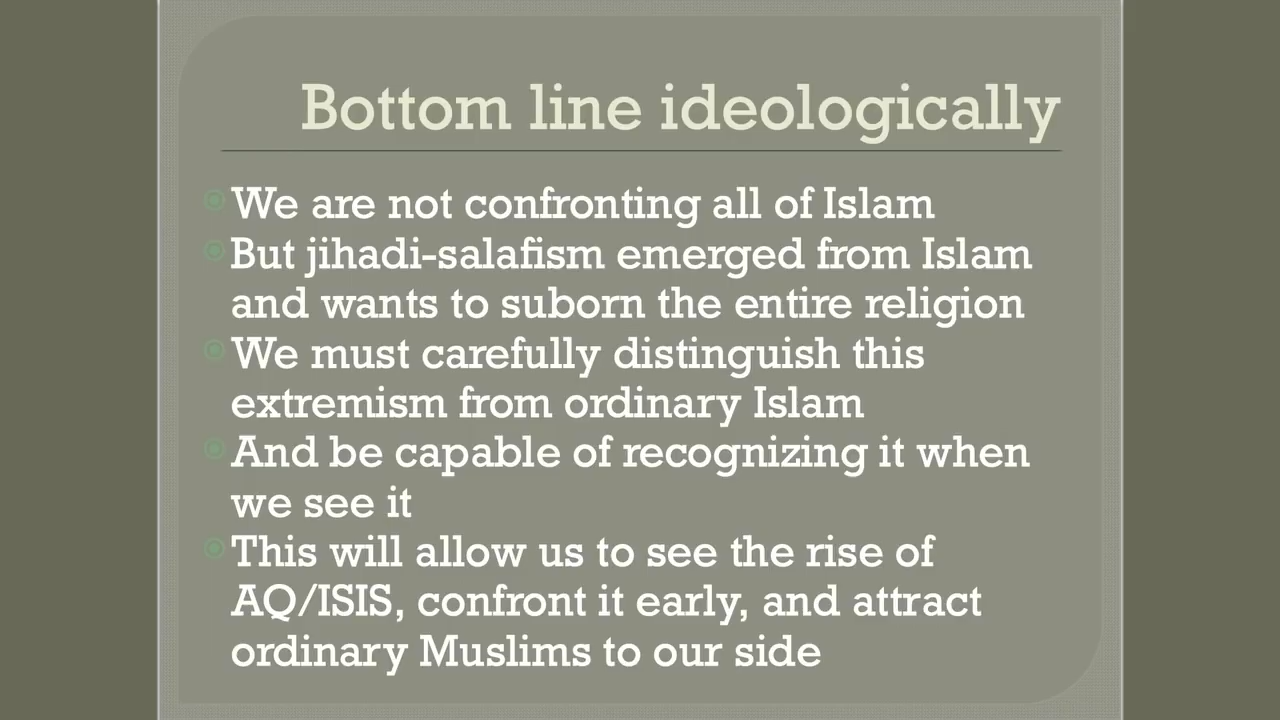 Bottom line ideologically
We are not confronting all of Islam
But jihadi-salafism emerged from Islam
and wants to suborn the entire religion
We must carefully distinguish this
extremism from ordinary Islam
And be capable of recognizing it when
we see it
This will allow us to see the rise of
AQ/ISIS, confront it early, and attract
ordinary Muslims to our side